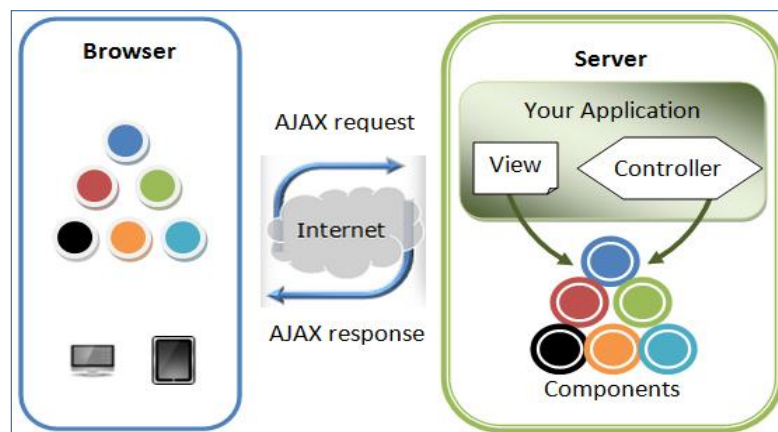 Browser
AJAX request
Internet
AJAX response
Server
Your Application
View
Controller
Components